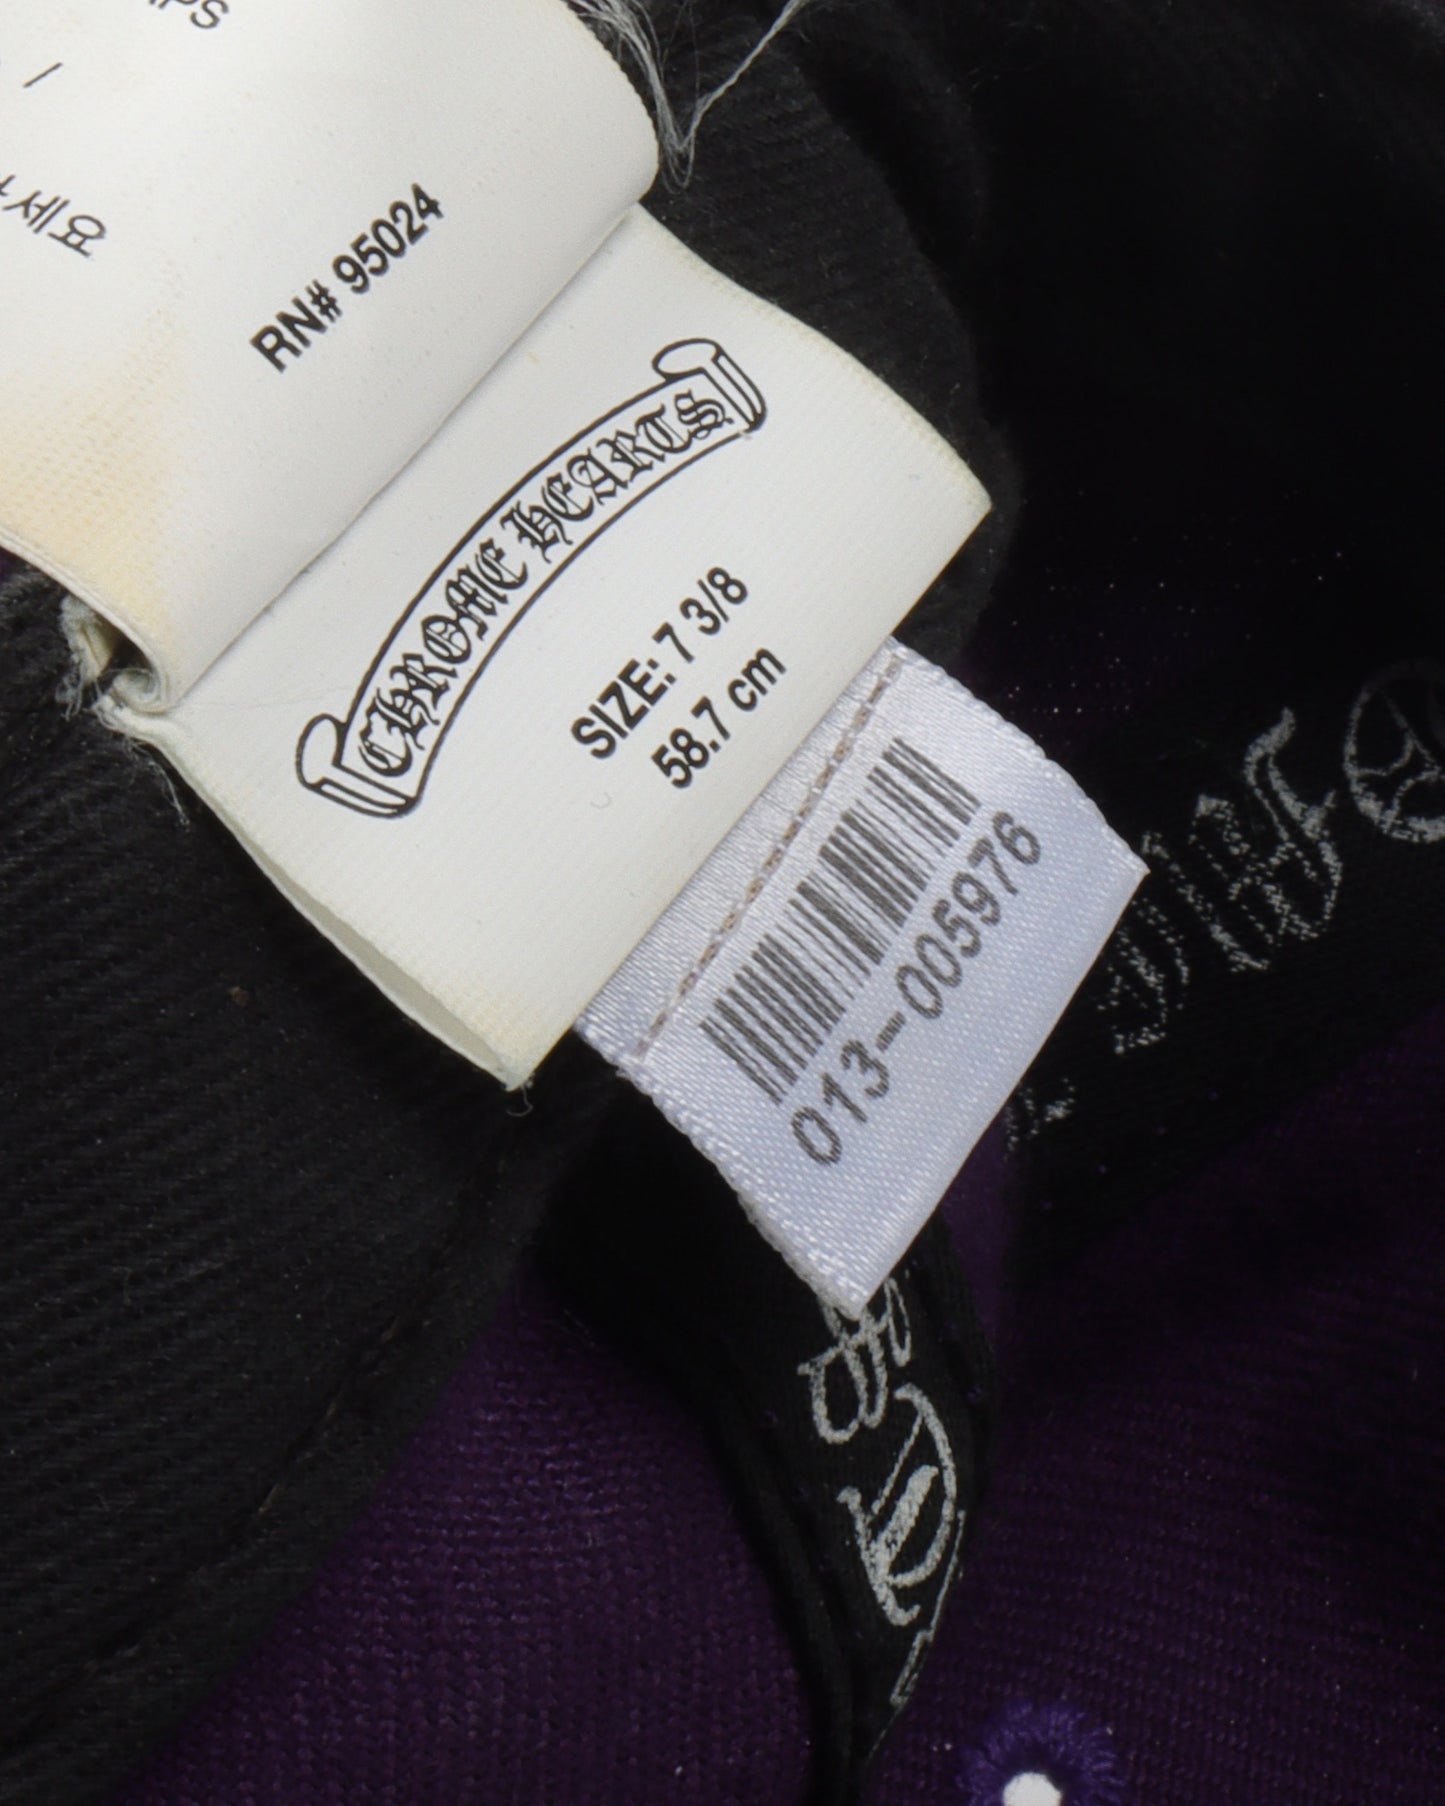 RN# 95024
CHROME HEARTS
SIZE: 7 3/8
58.7 cm
013-005976